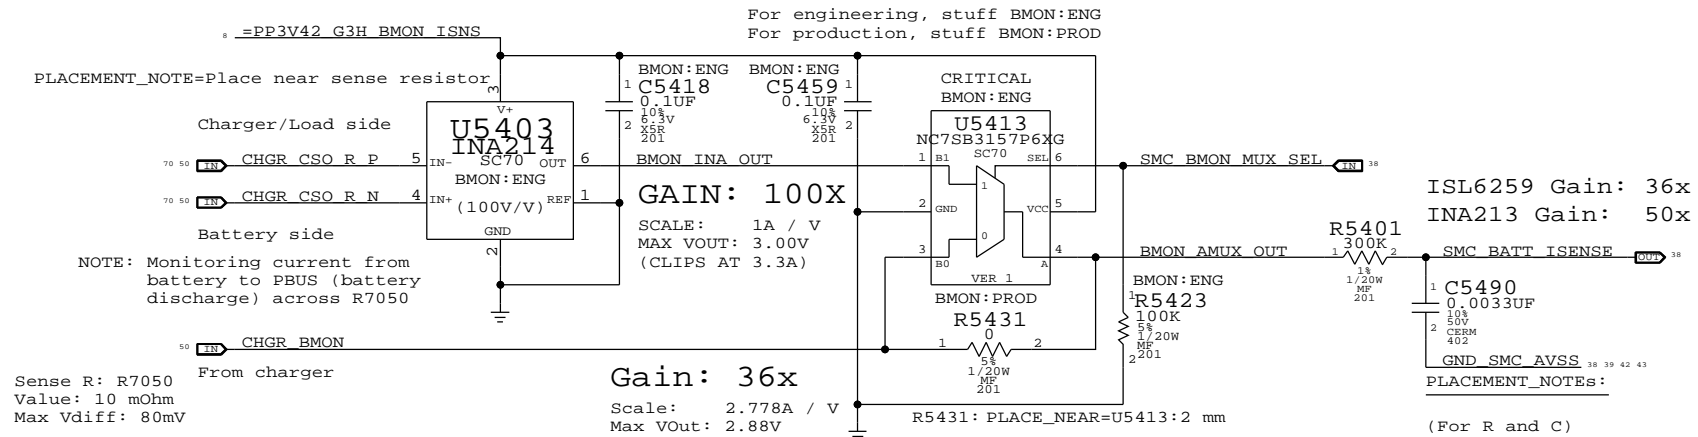 For engineering, stuff BMON:ENG
For production, stuff BMON:PROD
8 =PP3V42_G3H_BMON_ISNS
PLACEMENT_NOTE=Place near sense resistor
3
V+
U5403
INA214
SC70
BMON:ENG
(100V/V)
Charger/Load side
70 50 IN CHGR_CSO_R_P 5 IN-
70 50 IN CHGR_CSO_R_N 4 IN+
Battery side
OUT 6 BMON_INA_OUT
REF 1
GND
2
NOTE: Monitoring current from
battery to PBUS (battery
discharge) across R7050
BMON:ENG
1 C5418
0.1UF
10%
6.3V
2 X5R
201
BMON:ENG
C5459 1
0.1UF
10%
6.3V
X5R 2
201
GAIN: 100X
SCALE: 1A / V
MAX VOUT: 3.00V
(CLIPS AT 3.3A)
CRITICAL
BMON:ENG
U5413
NC7SB3157P6XG
SC70
1 B1
SEL 6 SMC_BMON_MUX_SEL IN 38
1
2 GND
VCC 5
0
3 B0
A 4 BMON_AMUX_OUT
VER 1
BMON:PROD
R5431
0
1 2
5%
1/20W
MF
201
BMON:ENG
1 R5423
100K
5%
1/20W
MF
2 201
ISL6259 Gain: 36x
INA213 Gain: 50x
R5401
300K
1 2
1%
1/20W
MF
201
SMC_BATT_ISENSE OUT 38
1 C5490
0.0033UF
10%
50V
2 CERM
402
GND_SMC_AVSS 38 39 42 43
PLACEMENT_NOTEs:
(For R and C)
50 IN CHGR_BMON
From charger
Sense R: R7050
Value: 10 mOhm
Max Vdiff: 80mV
Gain: 36x
Scale: 2.778A / V
Max VOut: 2.88V
R5431: PLACE_NEAR=U5413:2 mm